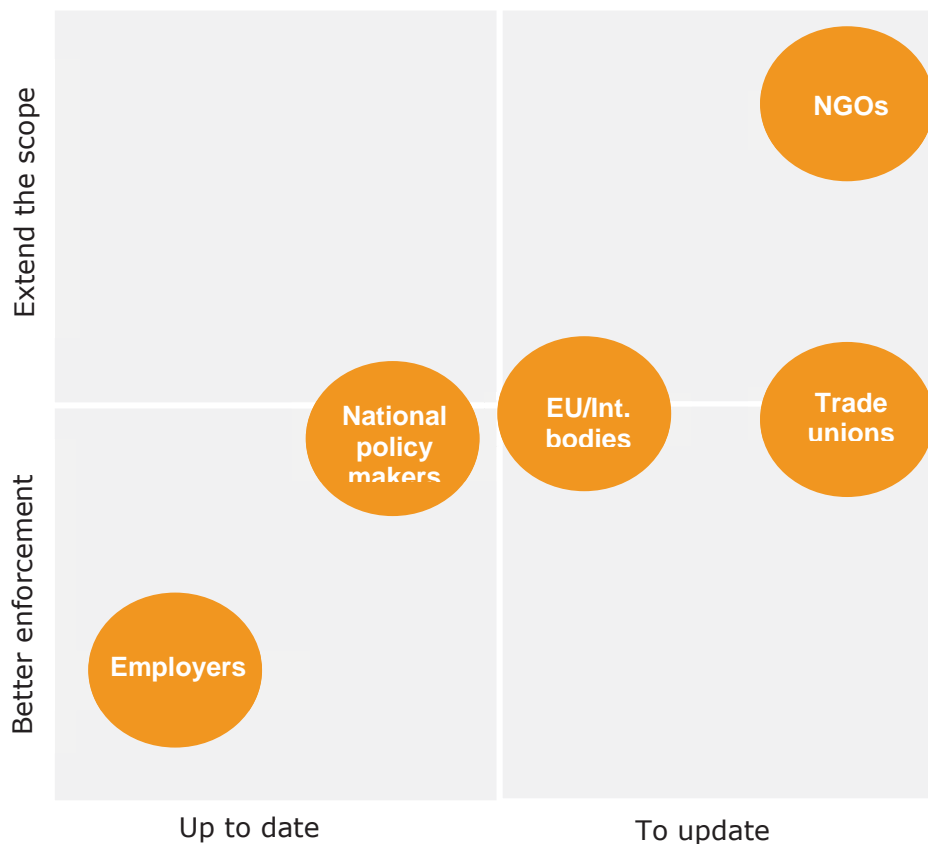 Extend the scope
NGOs
National
policy
makers
EU/Int.
bodies
Trade
unions
Better enforcement
Employers
Up to date
To update